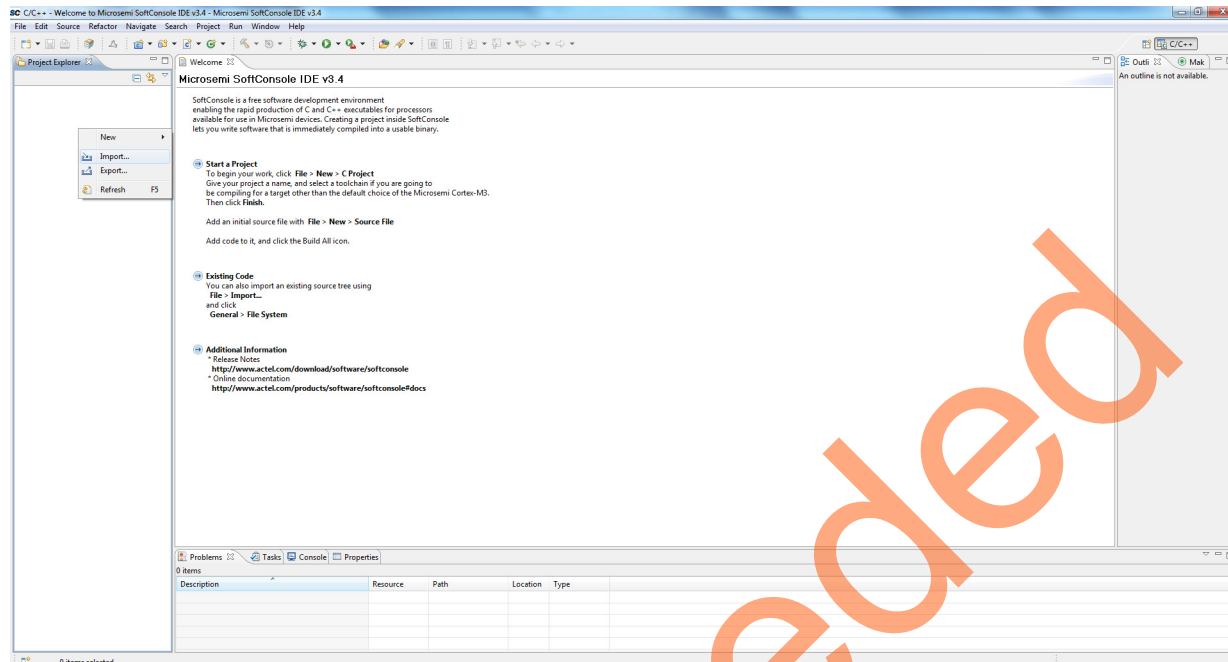 SC C/C++ - Welcome to Microsemi SoftConsole IDE v3.4 - Microsemi SoftConsole IDE v3.4
File Edit Source Refactor Navigate Search Project Run Window Help
C/C++
Project Explorer
Welcome
Outli
Mak
Microsemi SoftConsole IDE v3.4
An outline is not available.
SoftConsole is a free software development environment
enabling the rapid production of C and C++ executables for processors
available for use in Microsemi devices. Creating a project inside SoftConsole
lets you write software that is immediately compiled into a usable binary.
New
Import...
Export...
Refresh F5
Start a Project
To begin your work, click File > New > C Project
Give your project a name, and select a toolchain if you are going to
be compiling for a target other than the default choice of the Microsemi Cortex-M3.
Then click Finish.
Add an initial source file with File > New > Source File
Add code to it, and click the Build All icon.
Existing Code
You can also import an existing source tree using
File > Import...
and click
General > File System
Additional Information
* Release Notes
http://www.actel.com/download/software/softconsole
* Online documentation
http://www.actel.com/products/software/softconsole#docs
Problems
Tasks
Console
Properties
0 items
Description Resource Path Location Type
0 items selected
ded